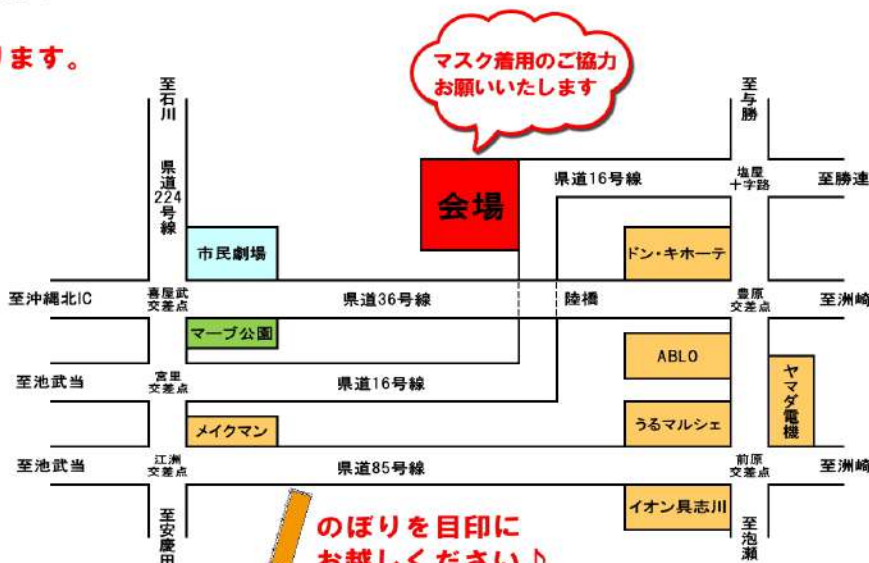 ります。
マスク着用のご協力
お願いいたします
至石川
至与勝
県道224号線
会場
県道16号線
塩屋
十字路
至勝連
市民劇場
ドン・キホーテ
至沖縄北IC
喜屋武
交差点
県道36号線
陸橋
豊原
交差点
至洲崎
マーブ公園
ABLO
ヤマダ電機
至池武当
宮里
交差点
県道16号線
メイクマン
うるマルシェ
至池武当
江洲
交差点
県道85号線
前原
交差点
至洲崎
至安慶田
イオン具志川
至泡瀬
のぼりを目印に
お越しください♪